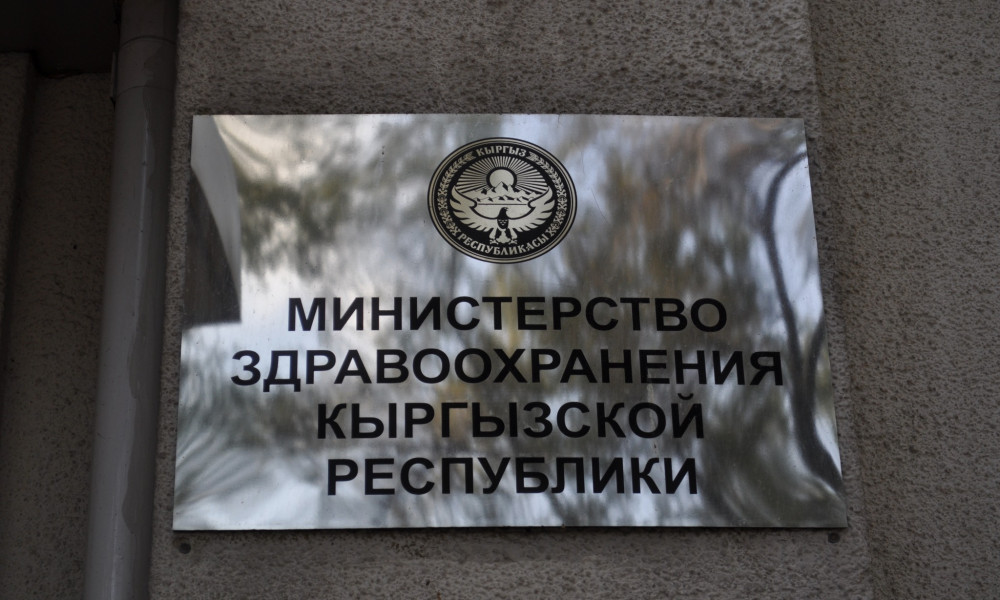 КЫРГЫЗ
РЕСПУБЛИКАСЫ
МИНИСТЕРСТВО
ЗДРАВООХРАНЕНИЯ
КЫРГЫЗСКОЙ
РЕСПУБЛИКИ